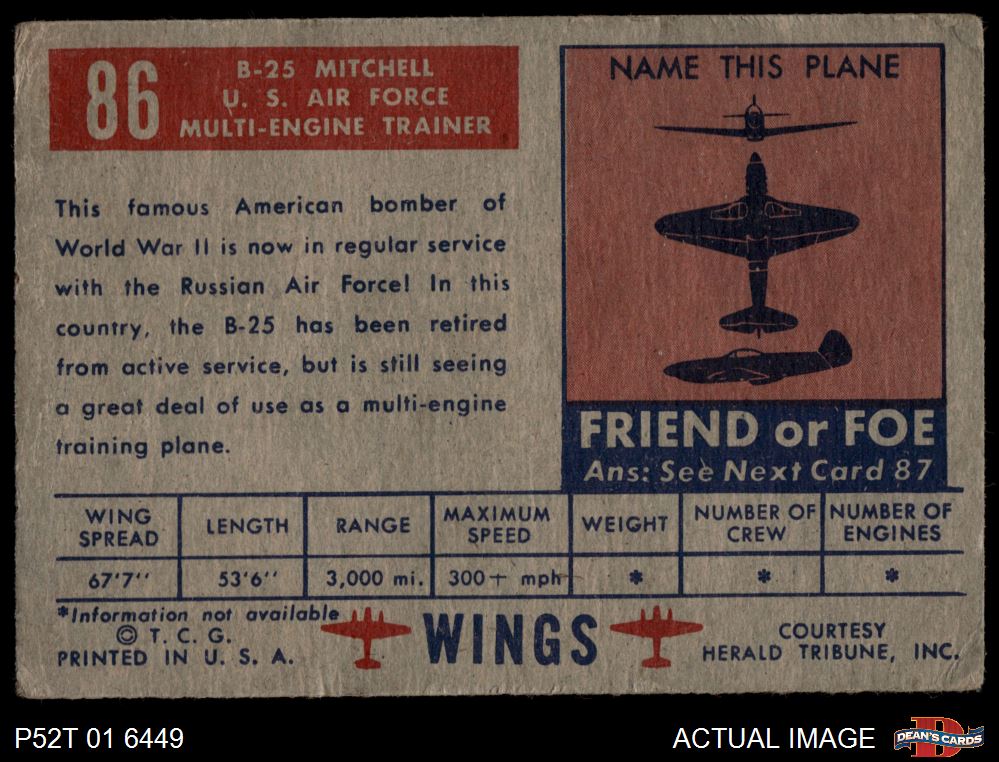 86
B-25 MITCHELL
U. S. AIR FORCE
MULTI-ENGINE TRAINER
This famous American bomber of
World War II is now in regular service
with the Russian Air Force! In this
country, the B-25 has been retired
from active service, but is still seeing
a great deal of use as a multi-engine
training plane.
NAME THIS PLANE
FRIEND or FOE
Ans: See Next Card 87
WING SPREAD LENGTH RANGE MAXIMUM SPEED WEIGHT NUMBER OF CREW NUMBER OF ENGINES
67'7'' 53'6'' 3,000 mi. 300+ mph * * *
*Information not available
© T. C. G.
PRINTED IN U. S. A.
WINGS
COURTESY
HERALD TRIBUNE, INC.
P52T 01 6449
ACTUAL IMAGE
D
DEAN'S CARDS